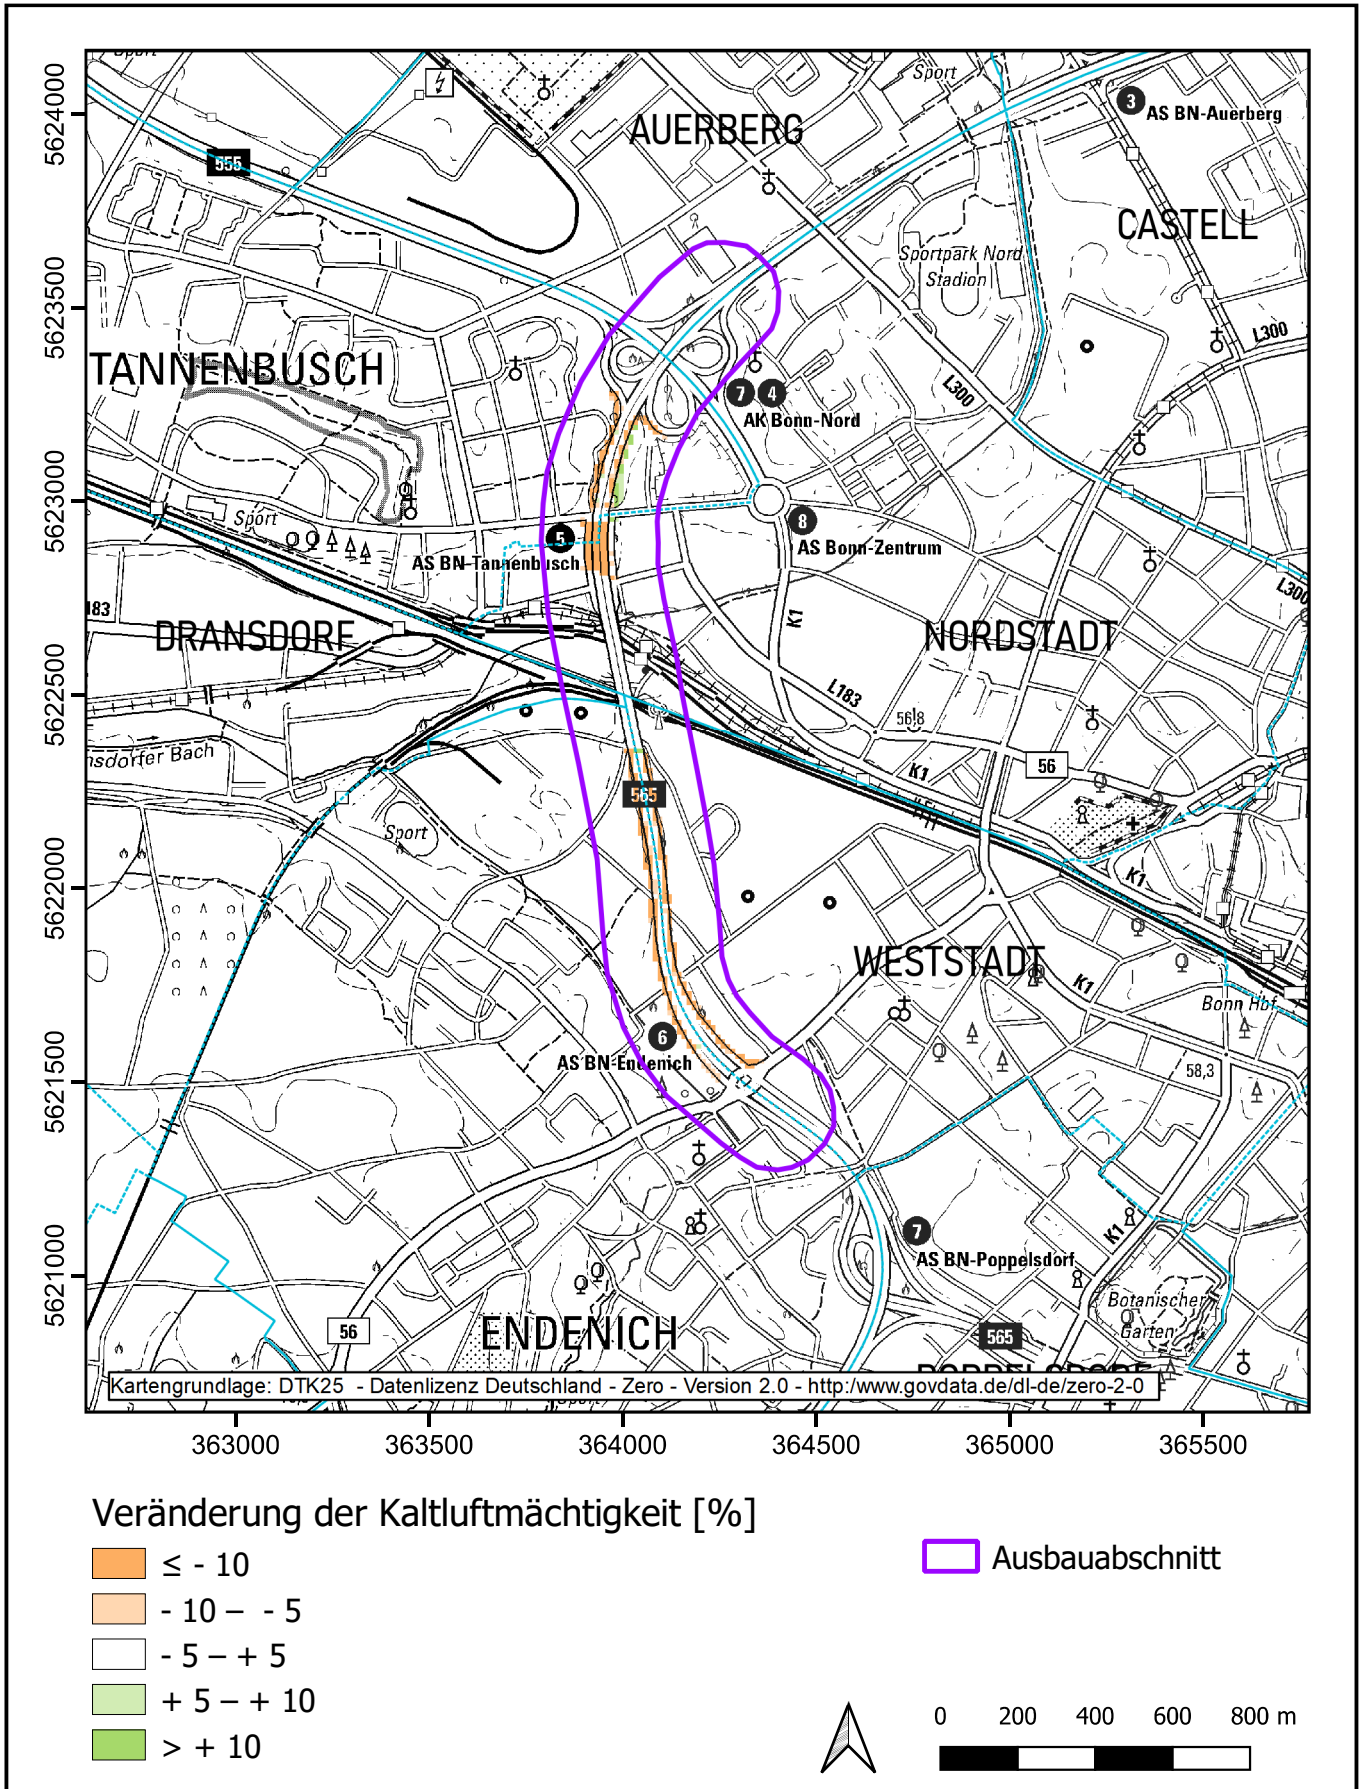 Sport
Sport
5624000
3 AS BN-Auerberg
AUERBERG
555
CASTELL
Sportpark Nord
Stadion
5623500
L300
TANNENBUSCH
L300
7 4
AK Bonn-Nord
5623000
Sport
5
8
AS Bonn-Zentrum
AS BN-Tannenbusch
L300
183
K1
DRANSDORF
NORDSTADT
5622500
L183
56,8
nsdorfer Bach
56
K1
565
Sport
5622000
K1
WESTSTADT
K1
Bonn Hbf
6
AS BN-Endenich
58,3
5621500
7
K1
AS BN-Poppelsdorf
5621000
Botanischer
Garten
56
ENDENICH
565
Kartengrundlage: DTK25 - Datenlizenz Deutschland - Zero - Version 2.0 - http:/www.govdata.de/dl-de/zero-2-0
363000 363500 364000 364500 365000 365500
Veränderung der Kaltluftmächtigkeit [%]
≤ - 10
- 10 – - 5
- 5 – + 5
+ 5 – + 10
> + 10
Ausbauabschnitt
0 200 400 600 800 m